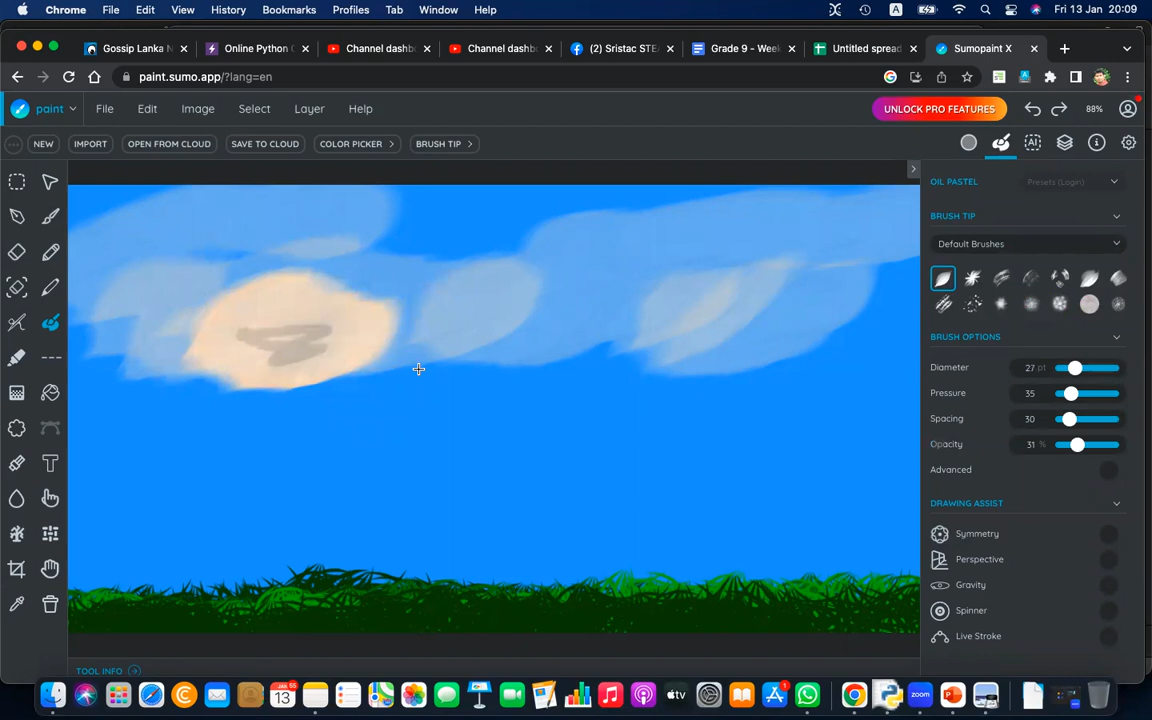 Chrome File Edit View History Bookmarks Profiles Tab Window Help A Fri 13 Jan 20:09
Gossip Lanka N Online Python C Channel dashb Channel dashb (2) Sristac STE Grade 9 - Week Untitled spread Sumopaint X
paint.sumo.app/?lang=en
paint File Edit Image Select Layer Help UNLOCK PRO FEATURES 88%
NEW IMPORT OPEN FROM CLOUD SAVE TO CLOUD COLOR PICKER BRUSH TIP AI
OIL PASTEL Presets (Login)
BRUSH TIP
Default Brushes
BRUSH OPTIONS
Diameter 27 pt
Pressure 35
Spacing 30
Opacity 31 %
Advanced
DRAWING ASSIST
Symmetry
Perspective
Gravity
Spinner
Live Stroke
TOOL INFO
JAN 13 tv zoom